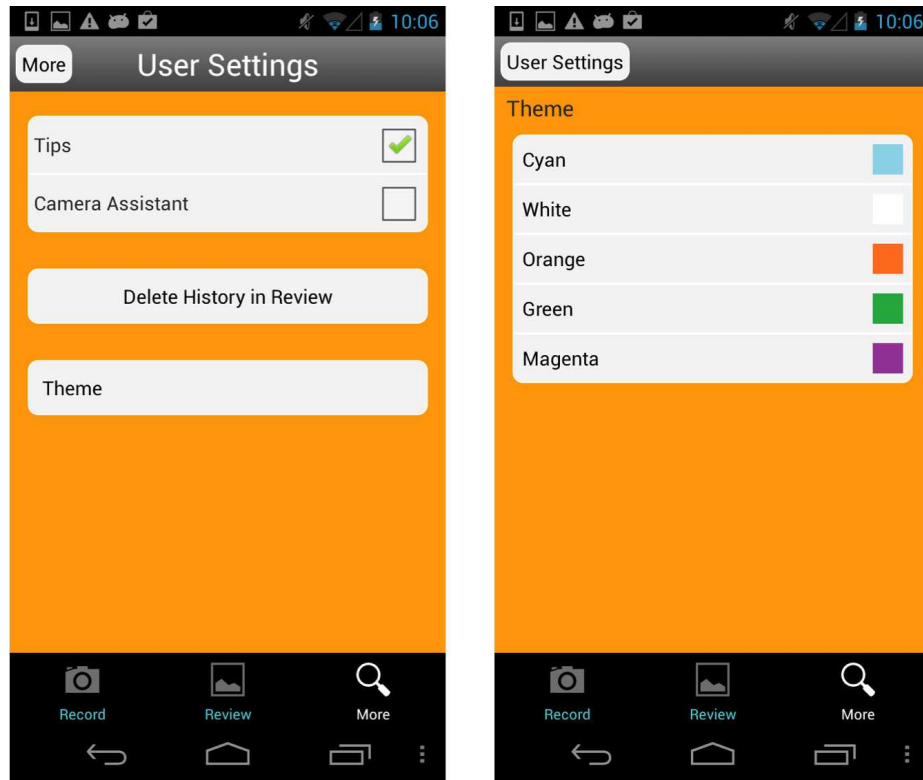 10:06
More
User Settings
Tips
Camera Assistant
Delete History in Review
Theme
Record
Review
More
10:06
User Settings
Theme
Cyan
White
Orange
Green
Magenta
Record
Review
More